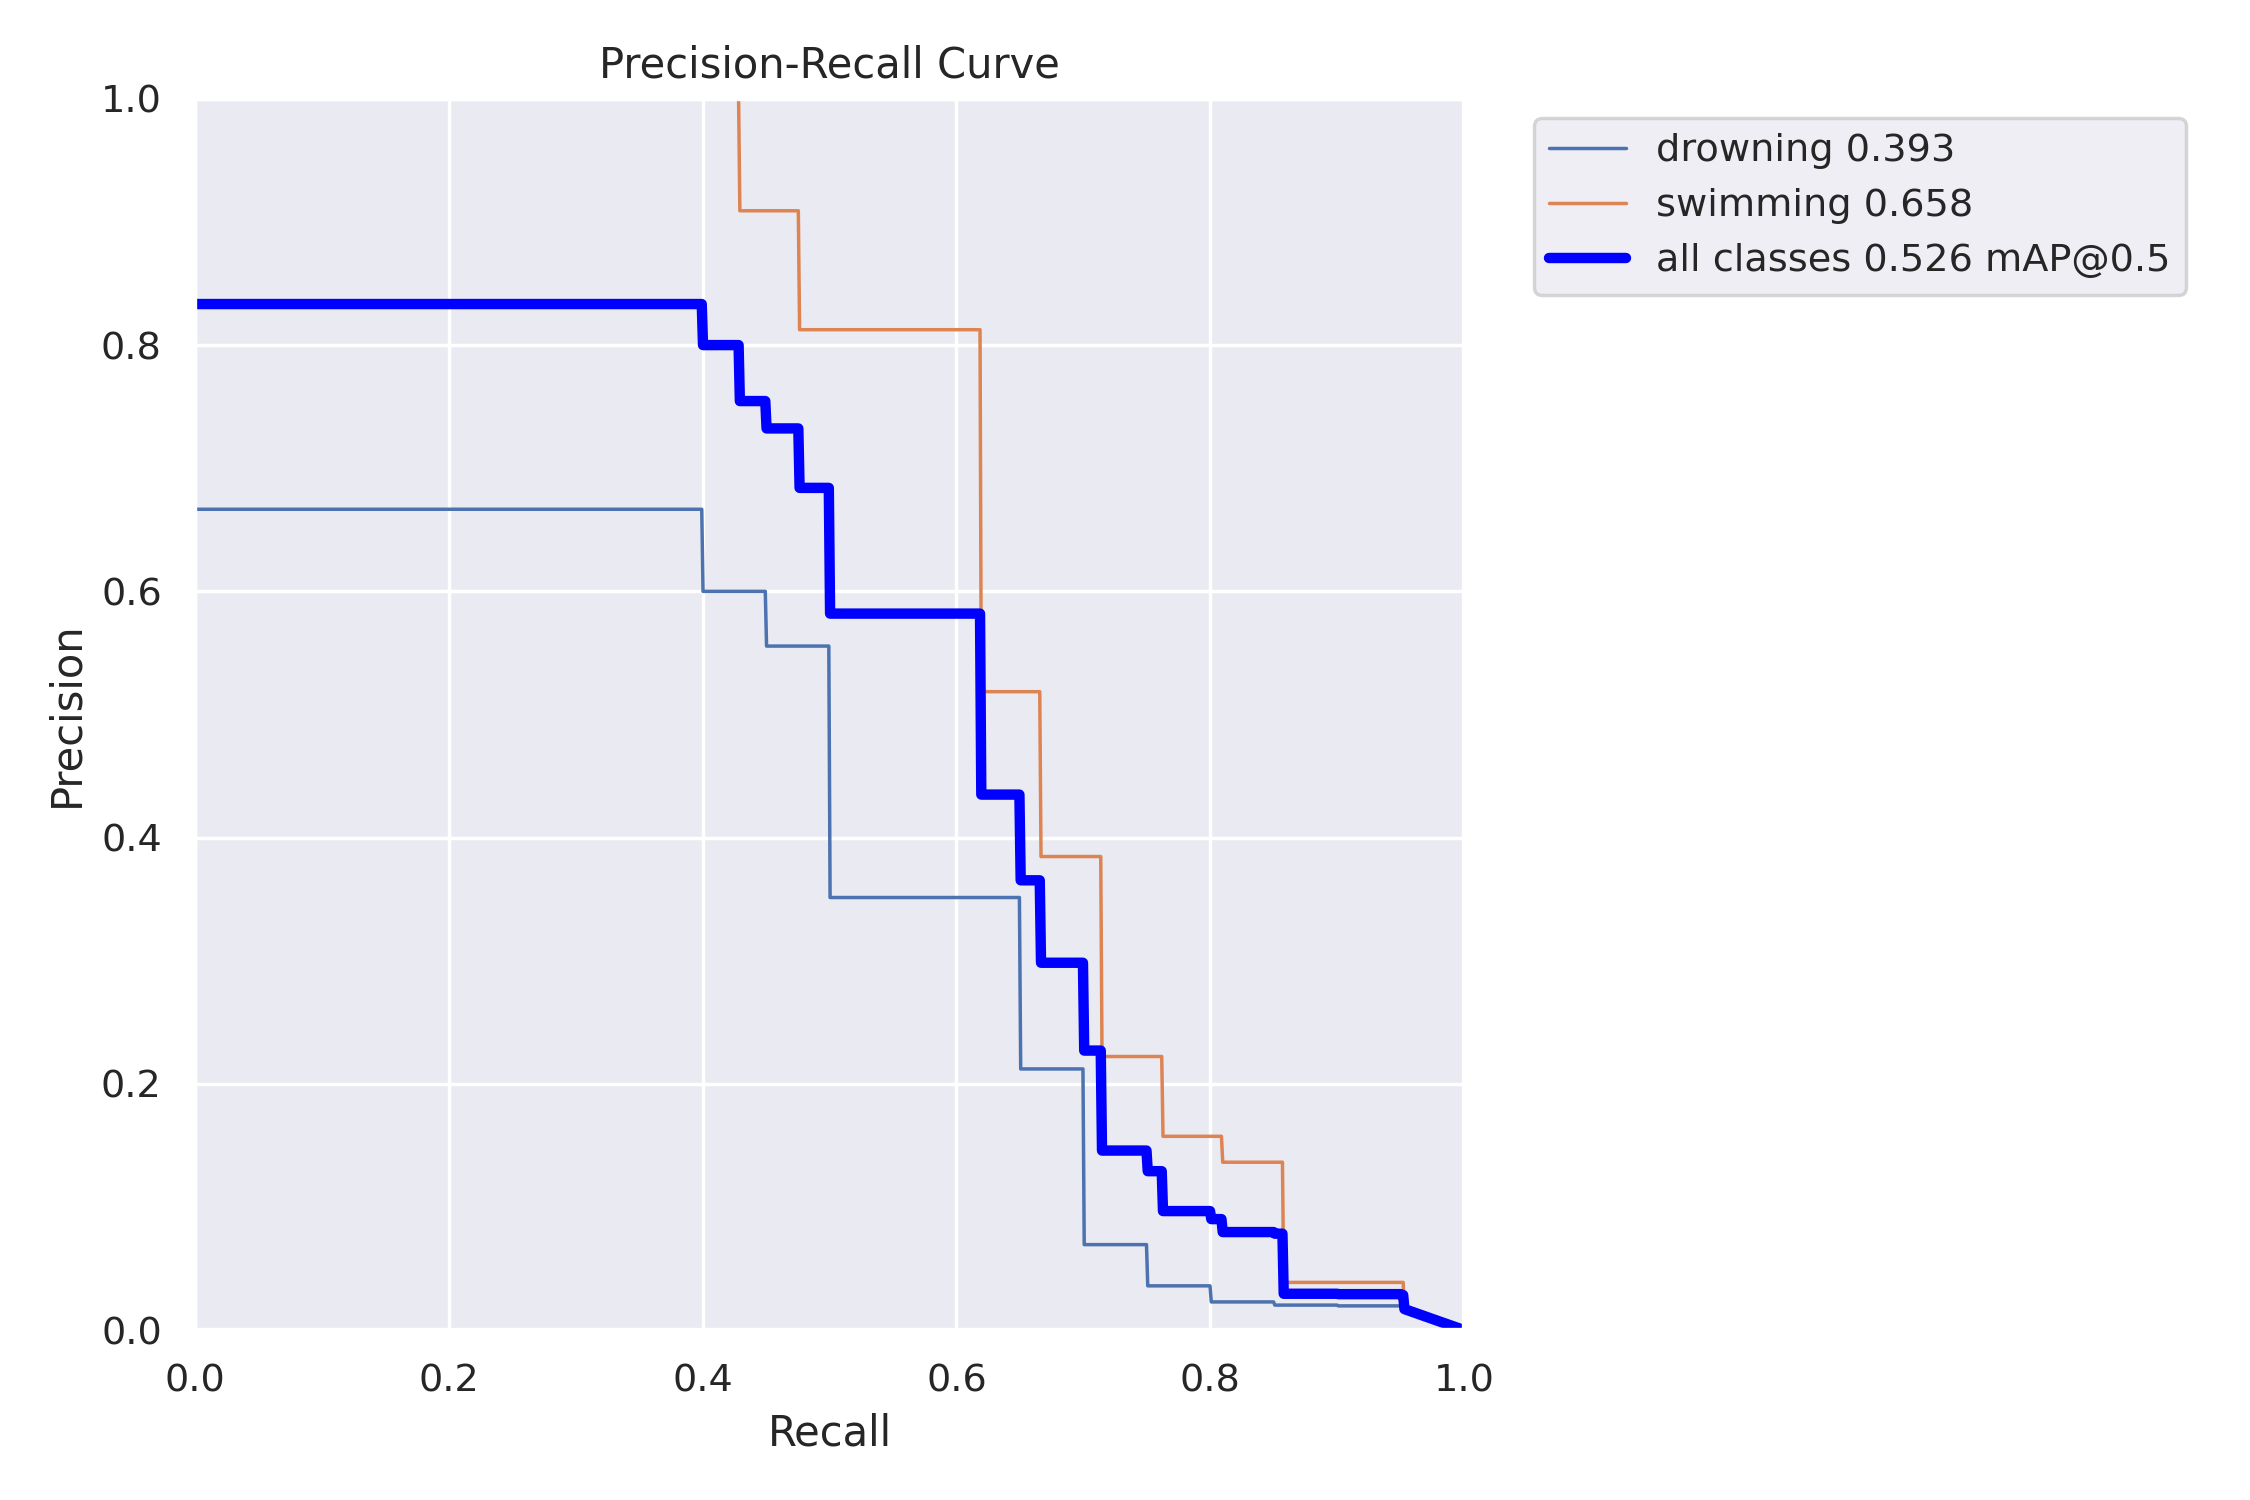 Precision-Recall Curve
1.0
0.8
0.6
0.4
0.2
0.0
Precision
0.0 0.2 0.4 0.6 0.8 1.0
Recall
drowning 0.393
swimming 0.658
all classes 0.526 mAP@0.5